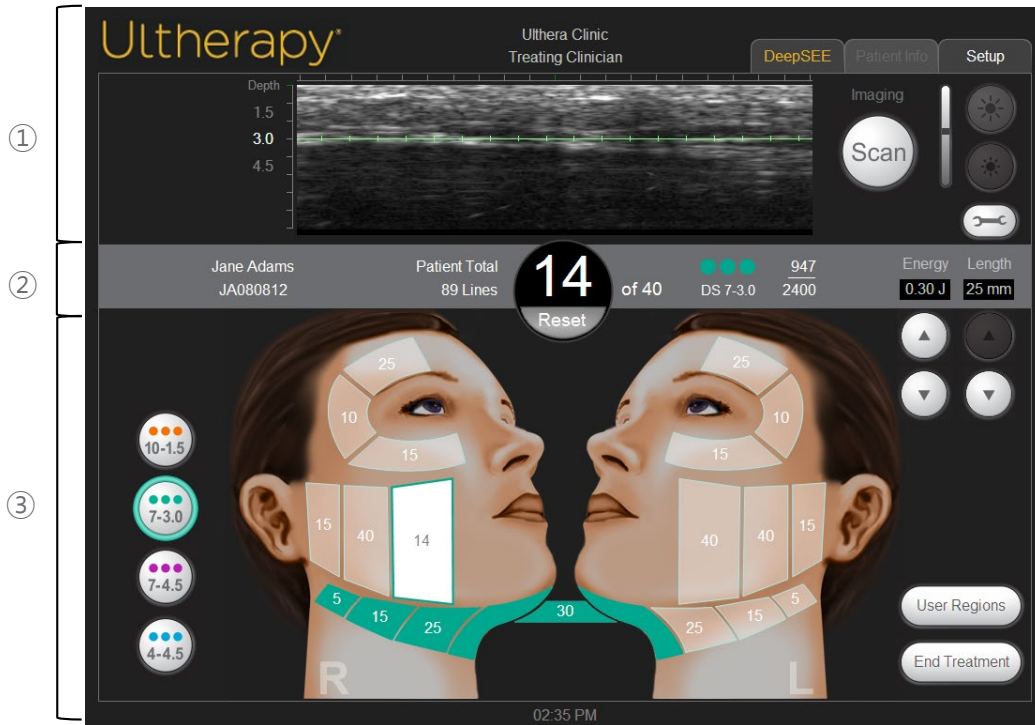 Ultherapy
Ulthera Clinic
Treating Clinician
DeepSEE
Patient Info
Setup
①
Depth
1.5
3.0
4.5
Imaging
Scan
②
Jane Adams
JA080812
Patient Total
89 Lines
14
Reset
of 40
DS 7-3.0
947
2400
Energy
0.30 J
Length
25 mm
③
10-1.5
7-3.0
7-4.5
4-4.5
25
10
15
15
40
14
5
15
25
30
25
10
15
40
40
15
25
15
5
R
L
User Regions
End Treatment
02:35 PM